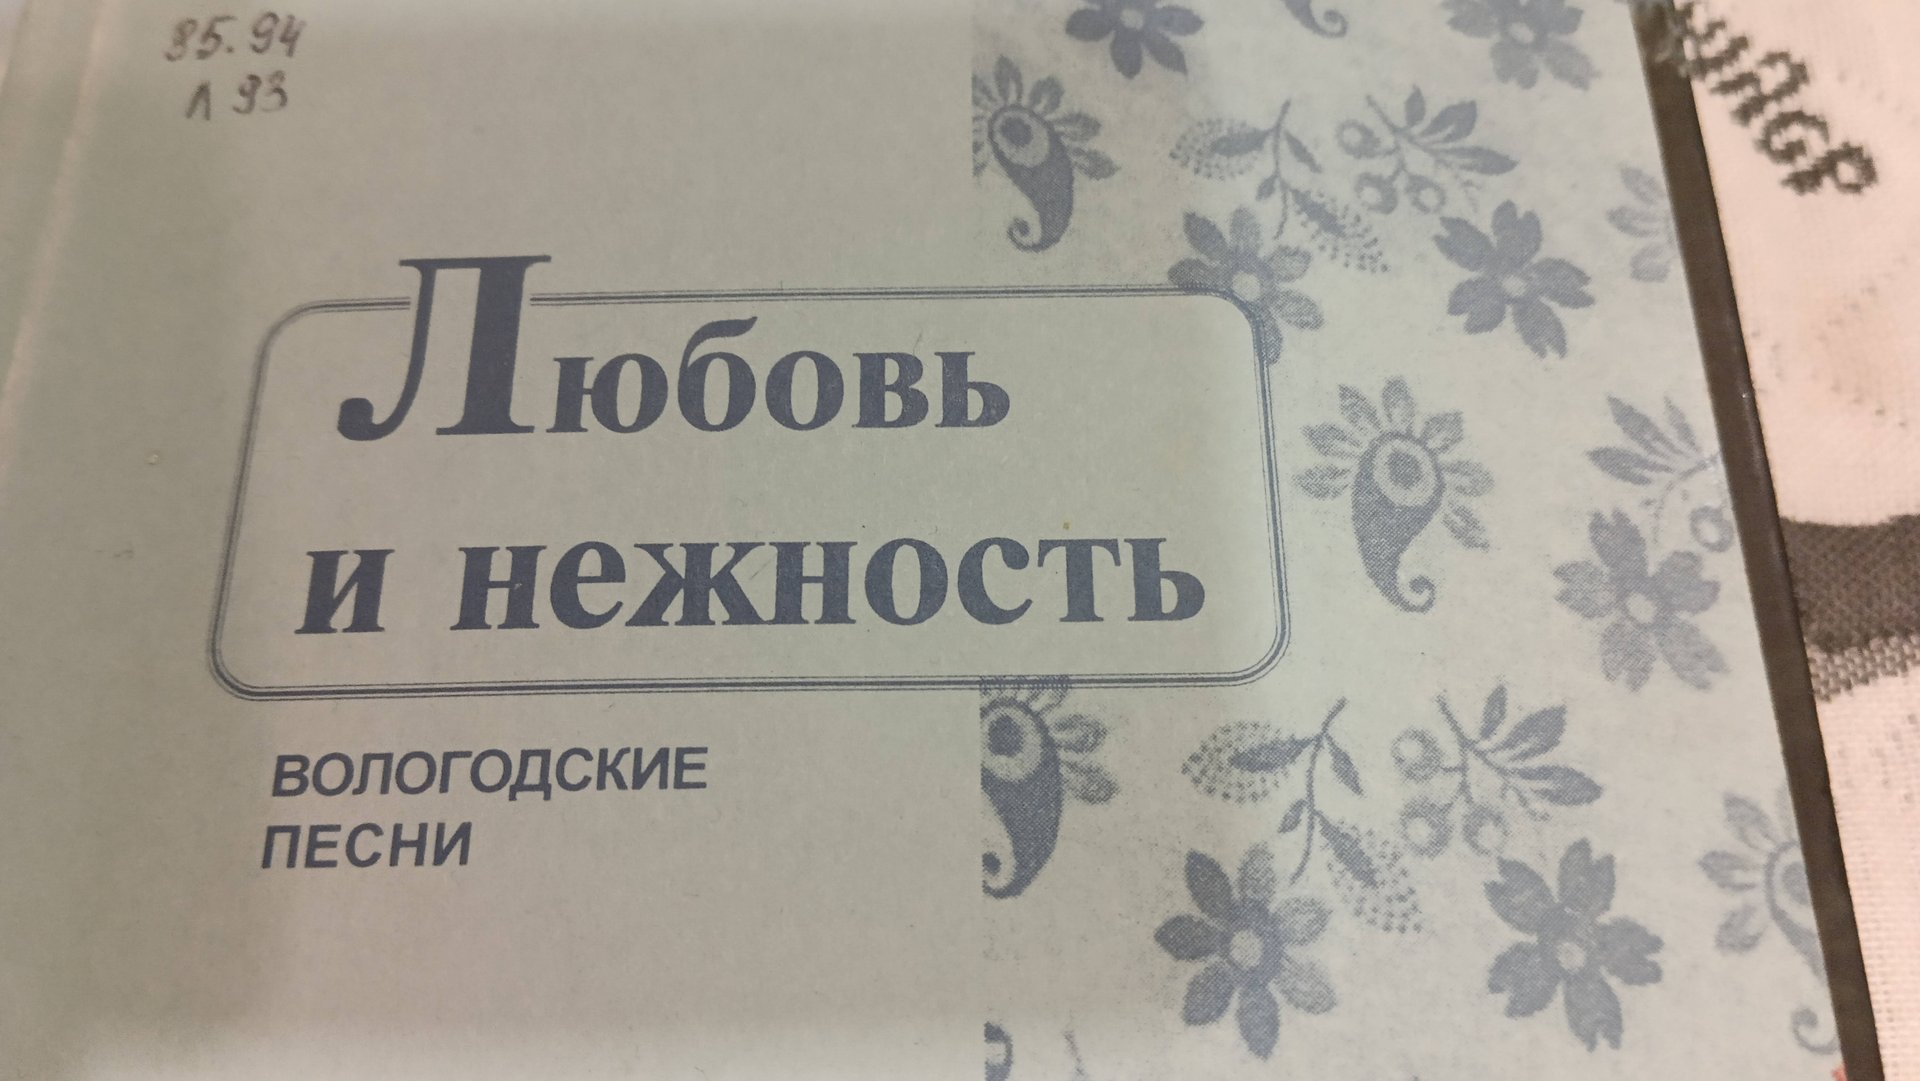 85.94
Л 93
Любовь
и нежность
ВОЛОГОДСКИЕ
ПЕСНИ